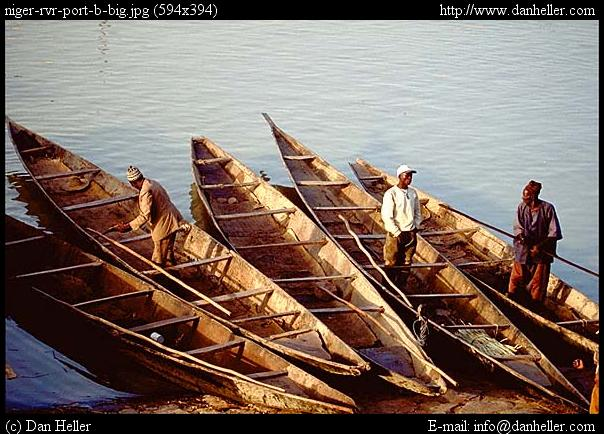 niger-rvr-port-b-big.jpg (594x394) http://www.danheller.com
(c) Dan Heller E-mail: info@danheller.com